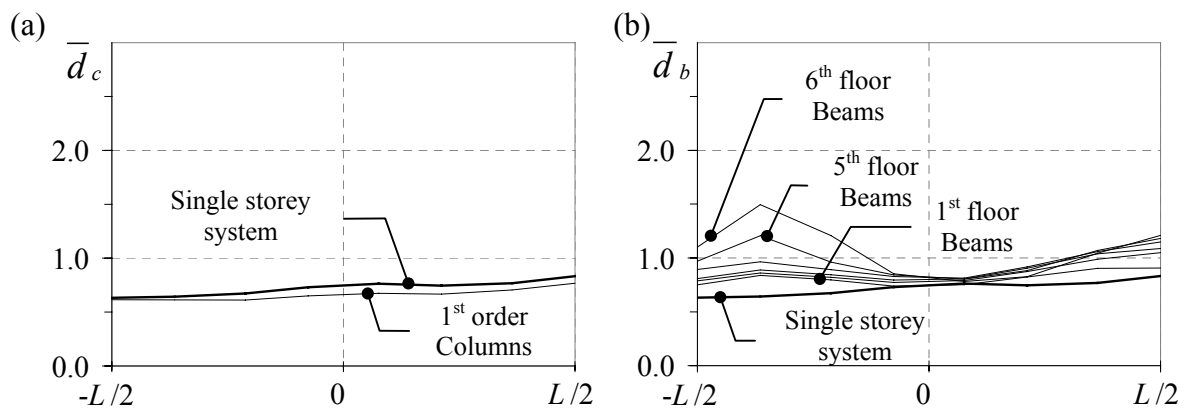 (a)
d̅ c
2.0
1.0
0.0
-L/2
0
L/2
Single storey
system
1st order
Columns
(b)
d̅ b
2.0
1.0
0.0
-L/2
0
L/2
6th floor
Beams
5th floor
Beams
1st floor
Beams
Single storey
system